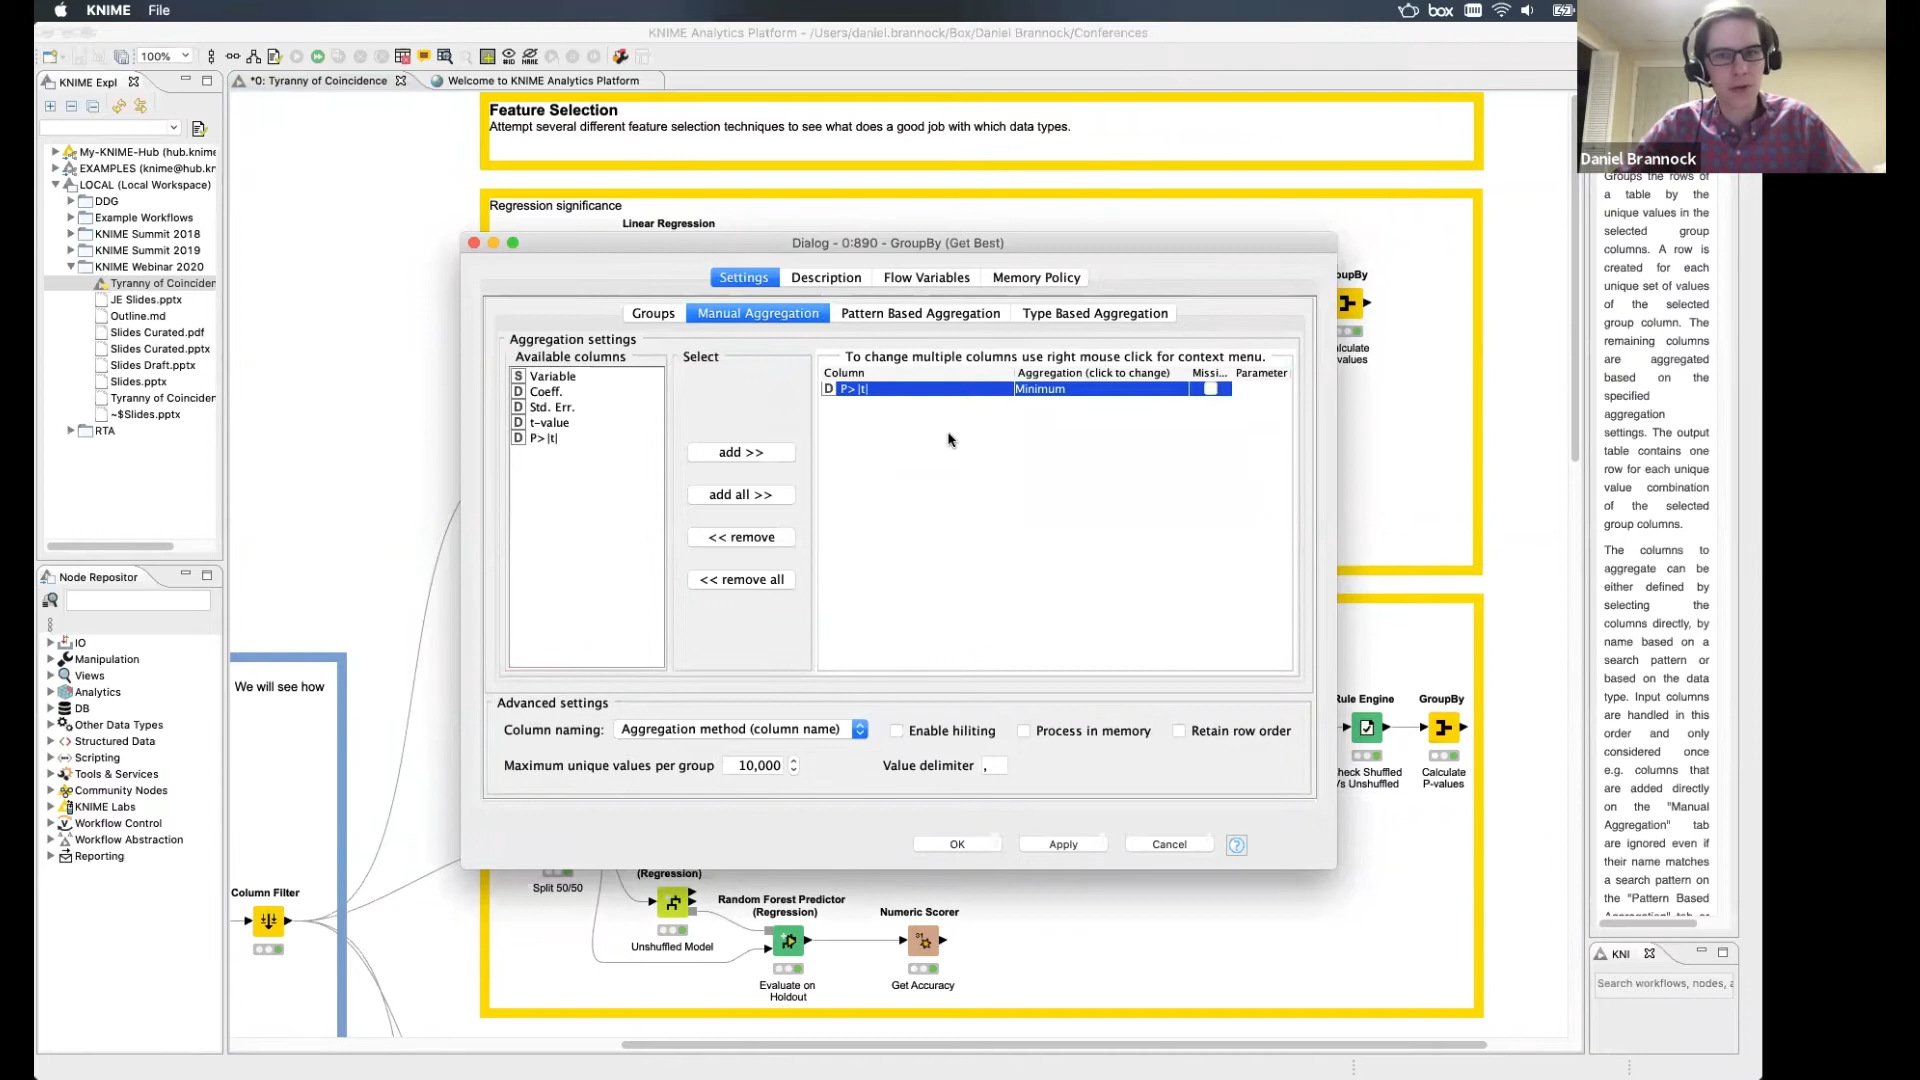 KNIME File
box
KNIME Analytics Platform - /Users/daniel.brannock/Box/Daniel Brannock/Conferences
100%
KNIME Expl
*0: Tyranny of Coincidence
Welcome to KNIME Analytics Platform
My-KNIME-Hub (hub.knime
EXAMPLES (knime@hub.kr
LOCAL (Local Workspace)
DDG
Example Workflows
KNIME Summit 2018
KNIME Summit 2019
KNIME Webinar 2020
Tyranny of Coinciden
JE Slides.pptx
Outline.md
Slides Curated.pdf
Slides Curated.pptx
Slides Draft.pptx
Slides.pptx
Tyranny of Coinciden
~$Slides.pptx
RTA
Node Repositor
IO
Manipulation
Views
Analytics
DB
Other Data Types
Structured Data
Scripting
Tools & Services
Community Nodes
KNIME Labs
Workflow Control
Workflow Abstraction
Reporting
Feature Selection
Attempt several different feature selection techniques to see what does a good job with which data types.
Regression significance
Linear Regression
Dialog - 0:890 - GroupBy (Get Best)
Settings Description Flow Variables Memory Policy
Groups Manual Aggregation Pattern Based Aggregation Type Based Aggregation
Aggregation settings
Available columns
S Variable
D Coeff.
D Std. Err.
D t-value
D P>|t|
Select
add >>
add all >>
<< remove
<< remove all
To change multiple columns use right mouse click for context menu.
Column Aggregation (click to change) Missi... Parameter
D P>|t| Minimum
Advanced settings
Column naming: Aggregation method (column name) Enable hiliting Process in memory Retain row order
Maximum unique values per group 10,000 Value delimiter ,
OK Apply Cancel ?
oupBy
lculate
values
We will see how
Column Filter
Rule Engine
heck Shuffled
Vs Unshuffled
GroupBy
Calculate
P-values
Split 50/50
(Regression)
Unshuffled Model
Random Forest Predictor
(Regression)
Evaluate on
Holdout
Numeric Scorer
Get Accuracy
Daniel Brannock
Groups the rows of
a table by the
unique values in the
selected group
columns. A row is
created for each
unique set of values
of the selected
group column. The
remaining columns
are aggregated
based on the
specified
aggregation
settings. The output
table contains one
row for each unique
value combination
of the selected
group columns.
The columns to
aggregate can be
either defined by
selecting the
columns directly, by
name based on a
search pattern or
based on the data
type. Input columns
are handled in this
order and only
considered once
e.g. columns that
are added directly
on the "Manual
Aggregation" tab
are ignored even if
their name matches
a search pattern on
the "Pattern Based
Aggregation" tab or
KNI
Search workflows, nodes, a